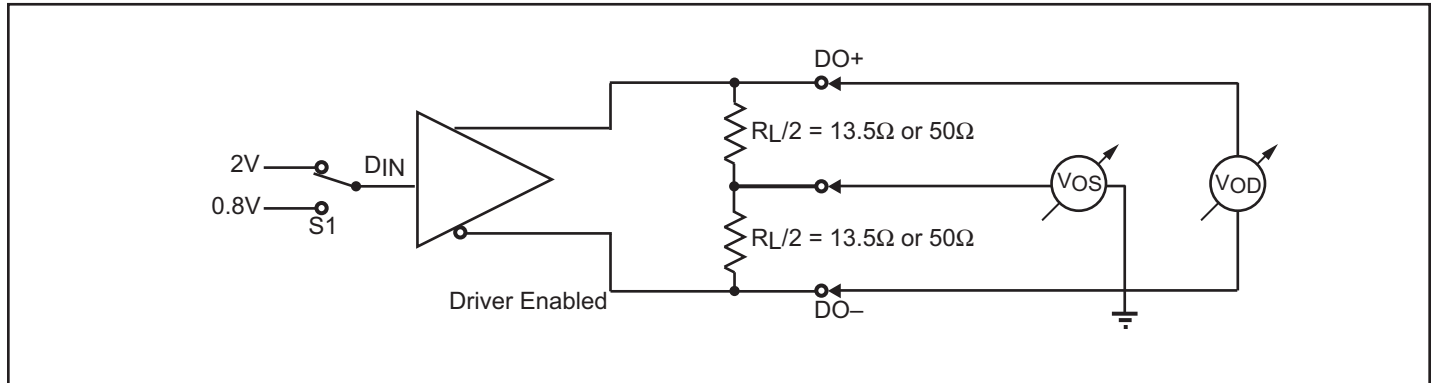 DO+
RL/2 = 13.5Ω or 50Ω
2V
DIN
VOS
VOD
0.8V
S1
RL/2 = 13.5Ω or 50Ω
Driver Enabled
DO–